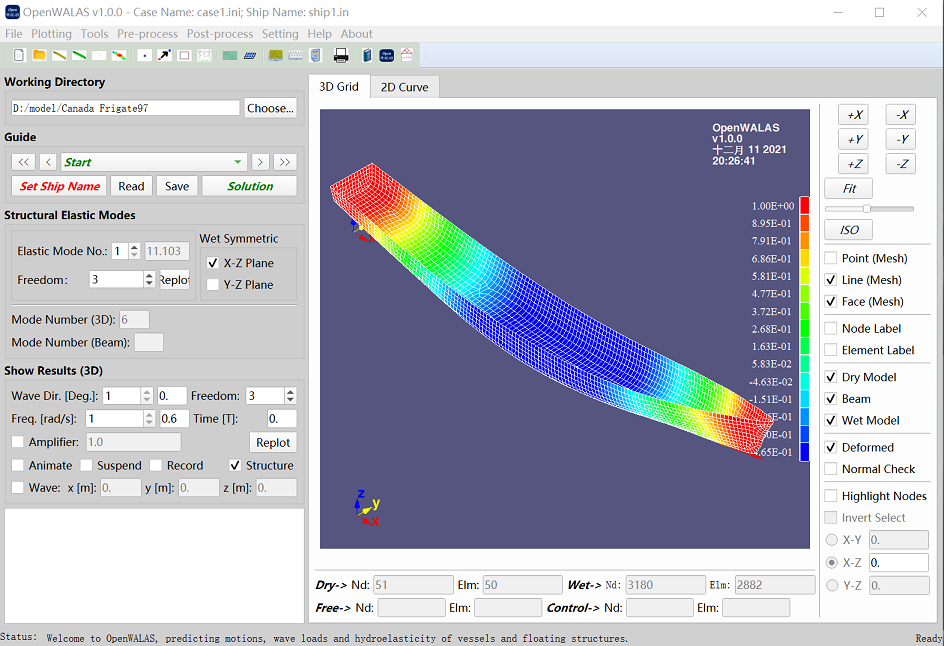 OpenWALAS v1.0.0 - Case Name: case1.ini; Ship Name: ship1.in
File Plotting Tools Pre-process Post-process Setting Help About
Working Directory
D:/model/Canada Frigate97 Choose...
Guide
<< < Start > >>
Set Ship Name Read Save Solution
Structural Elastic Modes
Elastic Mode No.: 1 11.103
Freedom: 3 Replot
Wet Symmetric
X-Z Plane
Y-Z Plane
Mode Number (3D): 6
Mode Number (Beam):
Show Results (3D)
Wave Dir. [Deg.]: 1 0. Freedom: 3
Freq. [rad/s]: 1 0.6 Time [T]: 0.
Amplifier: 1.0 Replot
Animate Suspend Record Structure
Wave: x [m]: 0. y [m]: 0. z [m]: 0.
3D Grid 2D Curve
OpenWALAS
v1.0.0
十二月 11 2021
20:26:41
1.00E+00
8.95E-01
7.91E-01
6.86E-01
5.81E-01
4.77E-01
3.72E-01
2.68E-01
1.63E-01
5.83E-02
-4.63E-02
-1.51E-01
E-01
0E-01
.65E-01
z
y
x
Dry-> Nd: 51 Elm: 50 Wet-> Nd: 3180 Elm: 2882
Free-> Nd: Elm: Control-> Nd: Elm:
+X -X
+Y -Y
+Z -Z
Fit
ISO
Point (Mesh)
Line (Mesh)
Face (Mesh)
Node Label
Element Label
Dry Model
Beam
Wet Model
Deformed
Normal Check
Highlight Nodes
Invert Select
X-Y 0.
X-Z 0.
Y-Z 0.
Status: Welcome to OpenWALAS, predicting motions, wave loads and hydroelasticity of vessels and floating structures. Ready